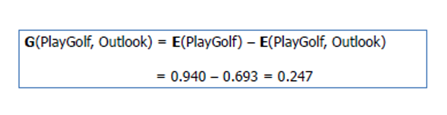 G(PlayGolf, Outlook) = E(PlayGolf) – E(PlayGolf, Outlook)
= 0.940 – 0.693 = 0.247